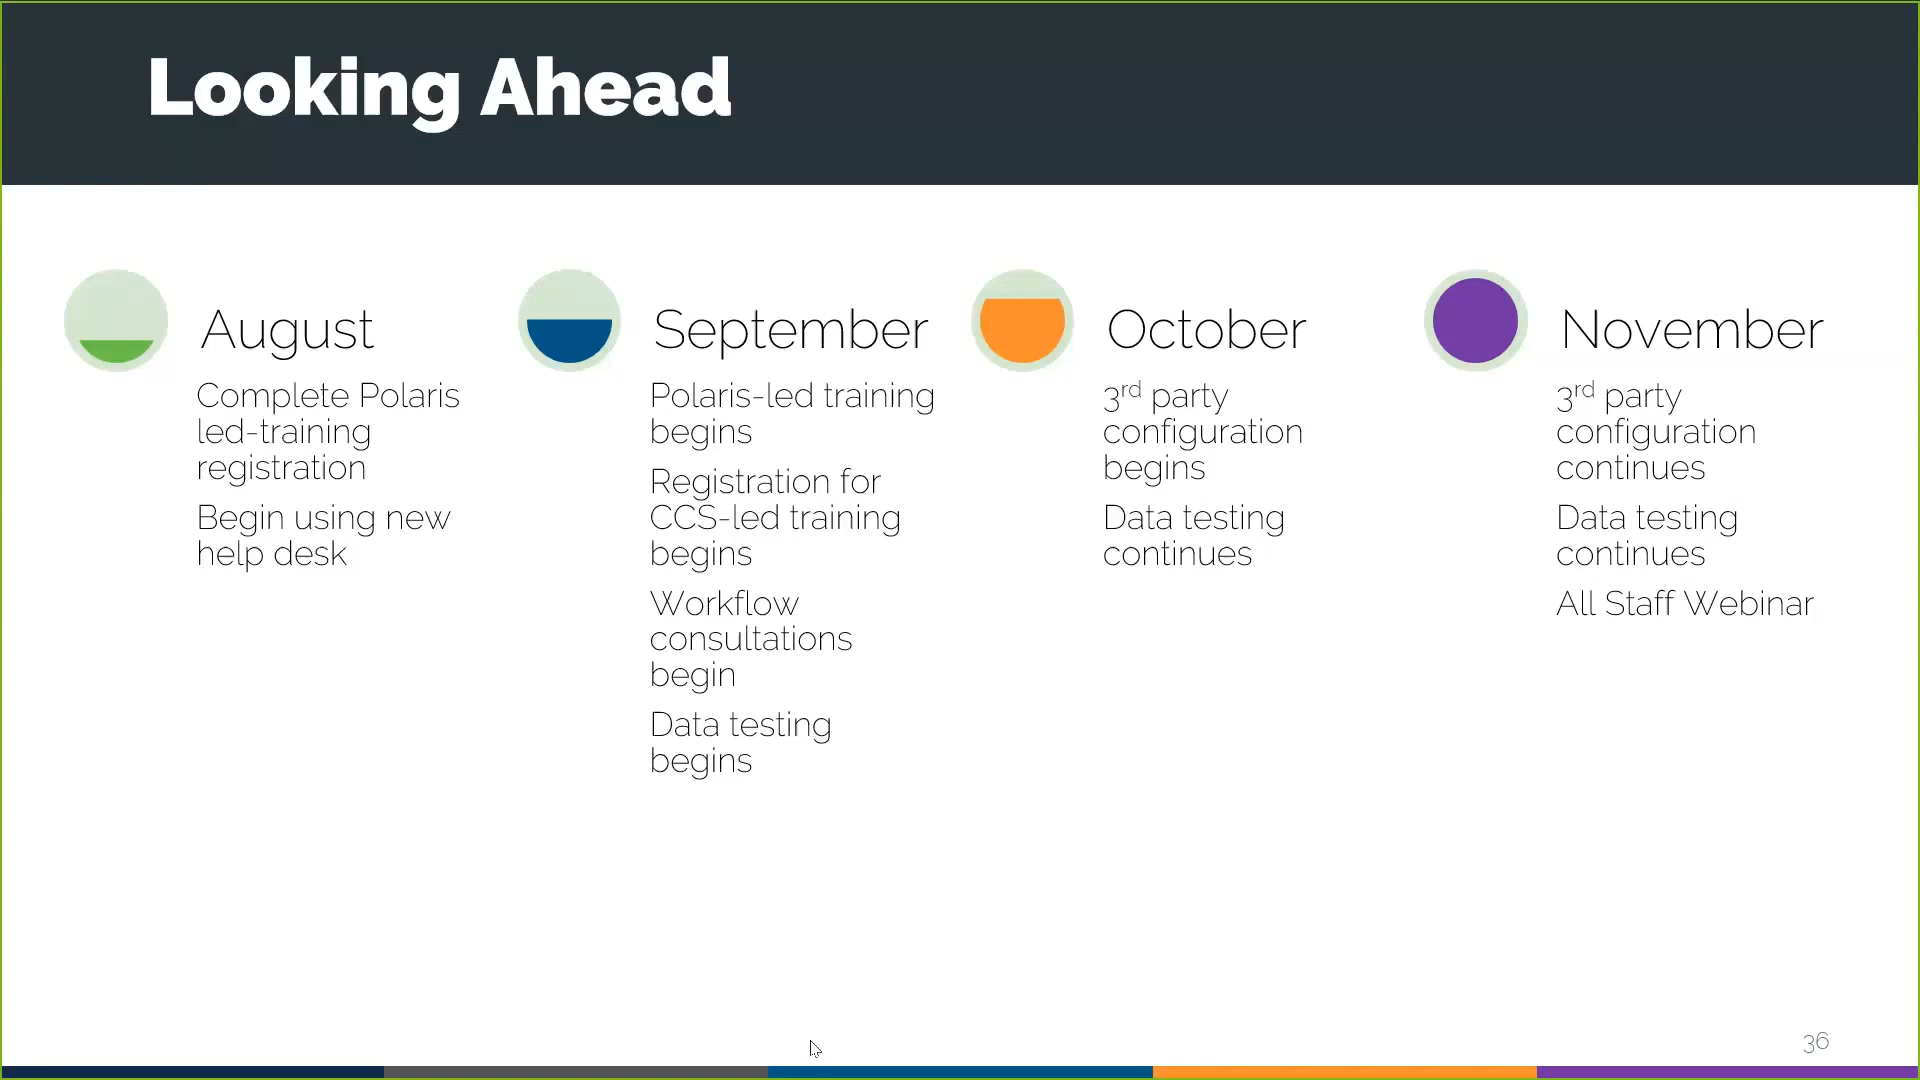 Looking Ahead
August
Complete Polaris
led-training
registration
Begin using new
help desk
September
Polaris-led training
begins
Registration for
CCS-led training
begins
Workflow
consultations
begin
Data testing
begins
October
3rd party
configuration
begins
Data testing
continues
November
3rd party
configuration
continues
Data testing
continues
All Staff Webinar
36